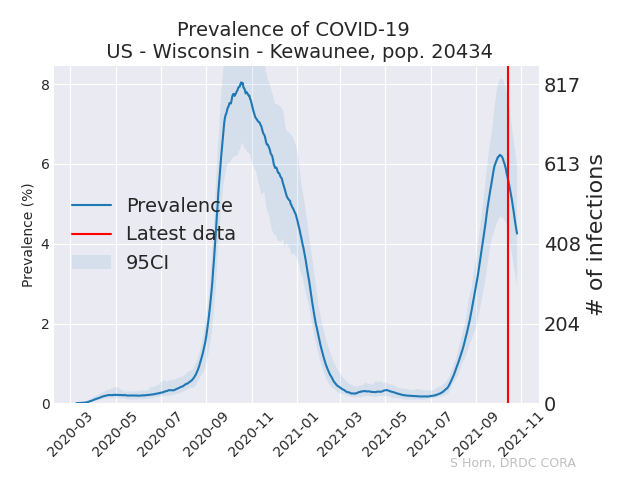 Prevalence of COVID-19
US - Wisconsin - Kewaunee, pop. 20434
8
6
4
2
0
Prevalence (%)
817
613
408
204
0
# of infections
Prevalence
Latest data
95CI
2020-03
2020-05
2020-07
2020-09
2020-11
2021-01
2021-03
2021-05
2021-07
2021-09
2021-11
S Horn, DRDC CORA